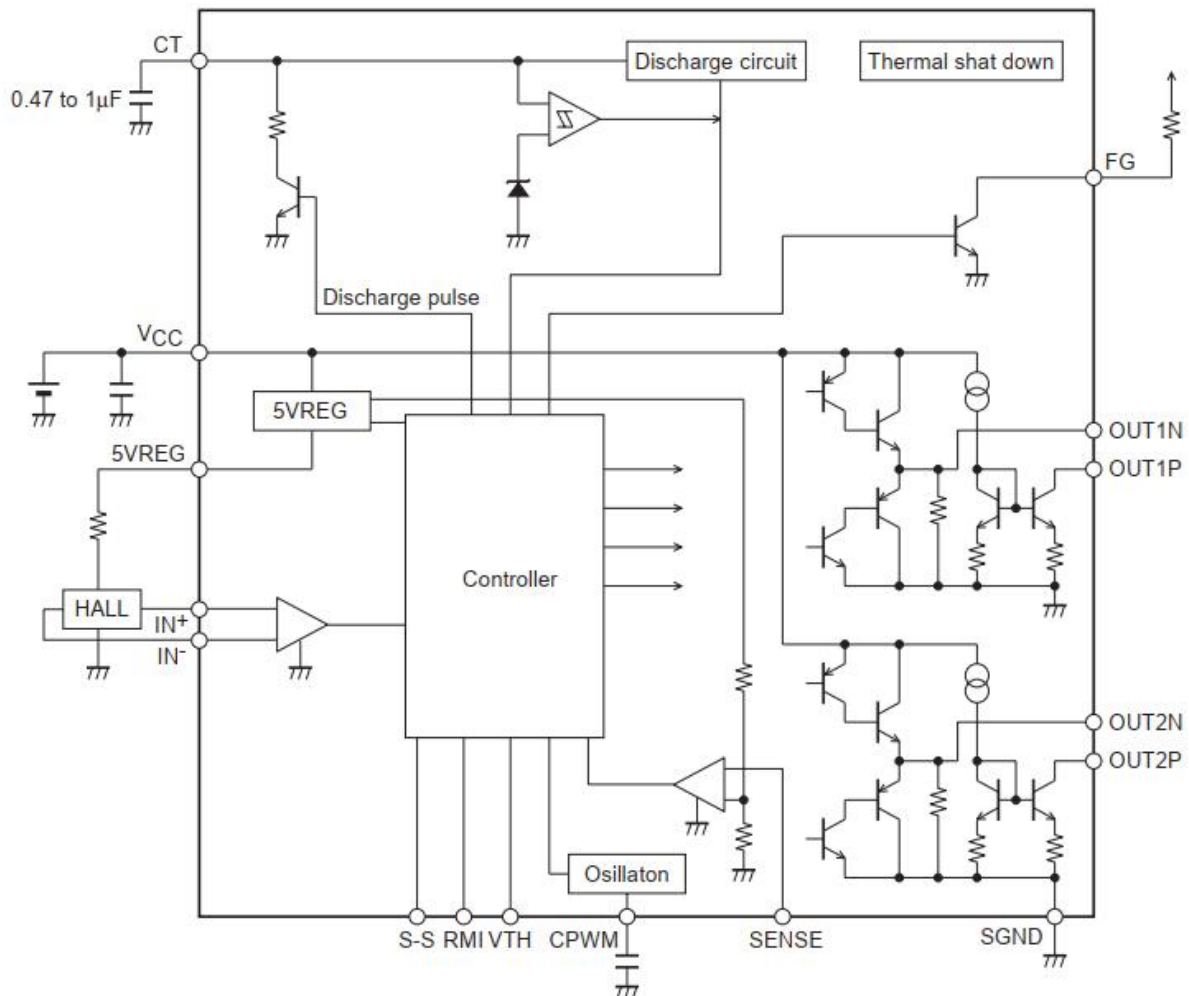 CT
Discharge circuit
Thermal shat down
0.47 to 1μF
FG
Discharge pulse
VCC
5VREG
OUT1N
5VREG
OUT1P
Controller
HALL
IN+
IN-
OUT2N
OUT2P
Osillaton
S-S
RMI
VTH
CPWM
SENSE
SGND